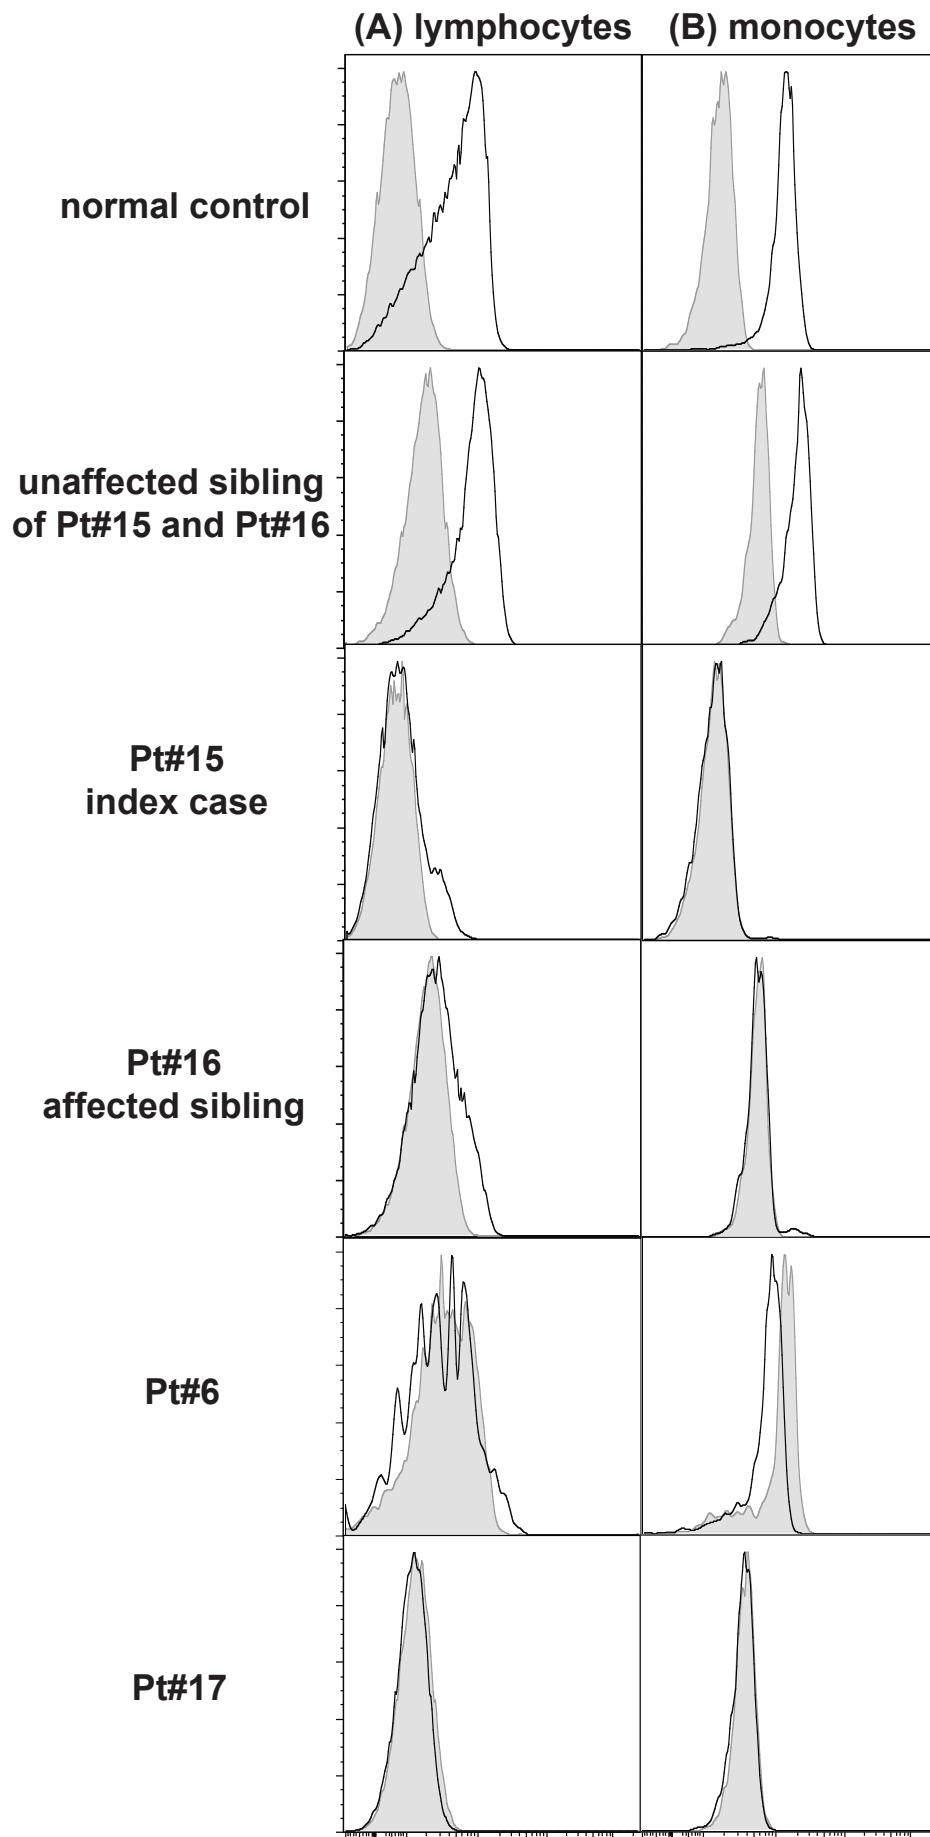 (A) lymphocytes (B) monocytes
normal control
unaffected sibling
of Pt#15 and Pt#16
Pt#15
index case
Pt#16
affected sibling
Pt#6
Pt#17